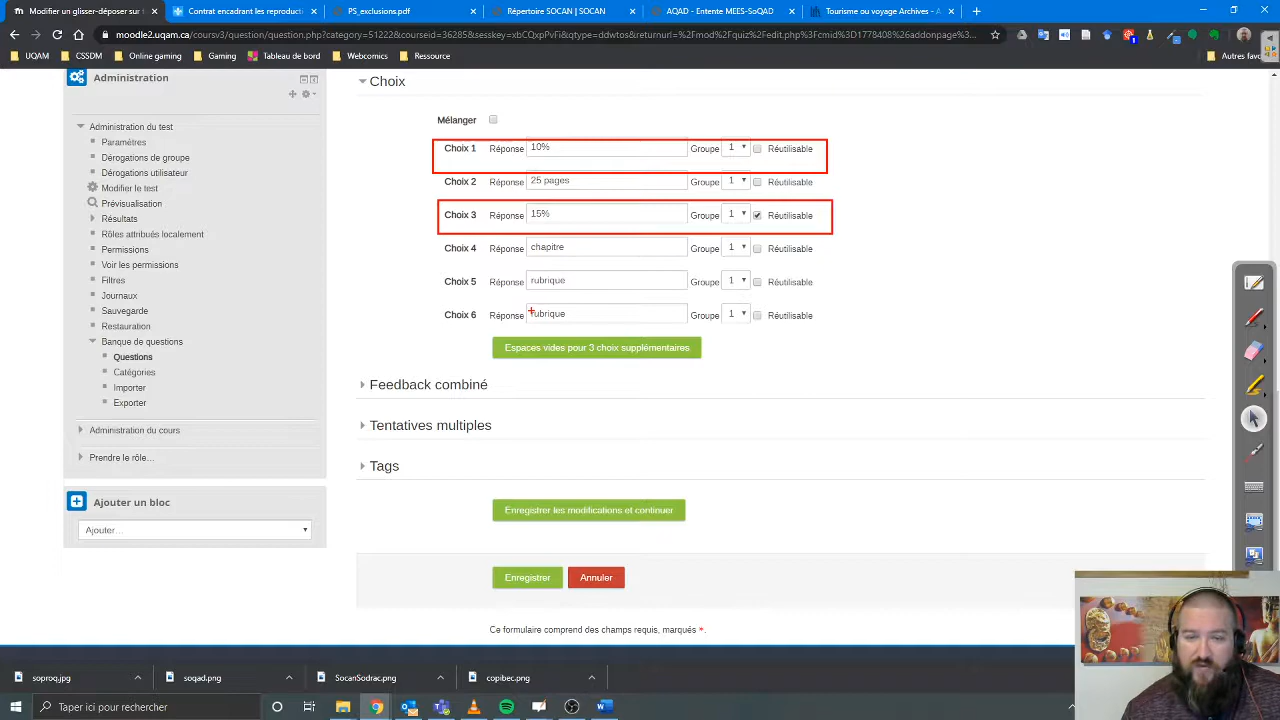 Modifier un glisser-déposer sur t
Contrat encadrant les reproducti
PS_exclusions.pdf
Répertoire SOCAN | SOCAN
AQAD - Entente MEES-SoQAD
Tourisme ou voyage Archives - A
moodle2.uqam.ca/coursv3/question/question.php?category=51222&courseid=36285&sesskey=xbCQxpPvFi&qtype=ddwtos&returnurl=%2Fmod%2Fquiz%2Fedit.php%3Fcmid%3D1778408%26addonpage%...
UQAM
CSSDM
Online gaming
Gaming
Tableau de bord
Webcomics
Ressource
Autres favo
Administration
Administration du test
Paramètres
Dérogations de groupe
Dérogations utilisateur
Modifier le test
Prévisualisation
Résultats
Rôles attribués localement
Permissions
Voir les permissions
Filtres
Journaux
Sauvegarde
Restauration
Banque de questions
Questions
Catégories
Importer
Exporter
Administration du cours
Prendre le rôle...
Ajouter un bloc
Ajouter...
Choix
Mélanger
Choix 1 Réponse 10% Groupe 1 Réutilisable
Choix 2 Réponse 25 pages Groupe 1 Réutilisable
Choix 3 Réponse 15% Groupe 1 Réutilisable
Choix 4 Réponse chapitre Groupe 1 Réutilisable
Choix 5 Réponse rubrique Groupe 1 Réutilisable
Choix 6 Réponse rubrique Groupe 1 Réutilisable
Espaces vides pour 3 choix supplémentaires
Feedback combiné
Tentatives multiples
Tags
Enregistrer les modifications et continuer
Enregistrer
Annuler
Ce formulaire comprend des champs requis, marqués *.
soproq.jpg
soqad.png
SocanSodrac.png
copibec.png
Taper ici pour rechercher